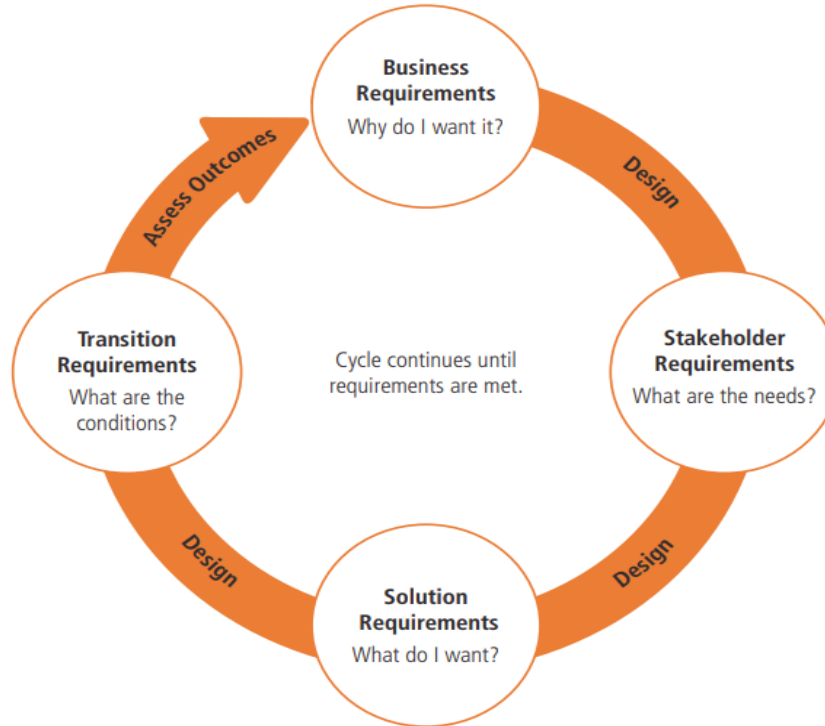 Business
Requirements
Why do I want it?
Design
Stakeholder
Requirements
What are the needs?
Design
Solution
Requirements
What do I want?
Design
Transition
Requirements
What are the
conditions?
Assess Outcomes
Cycle continues until
requirements are met.